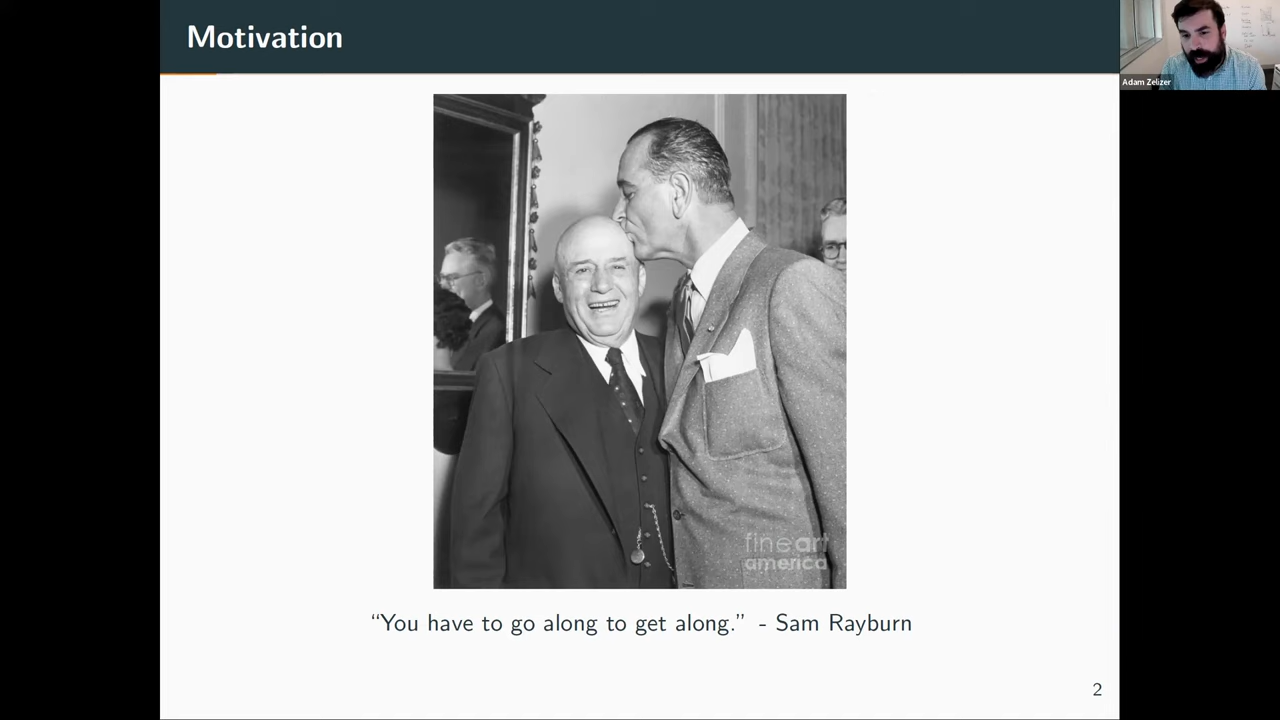 Motivation
Adam Zelizer
fineart
america
“You have to go along to get along.” - Sam Rayburn
2